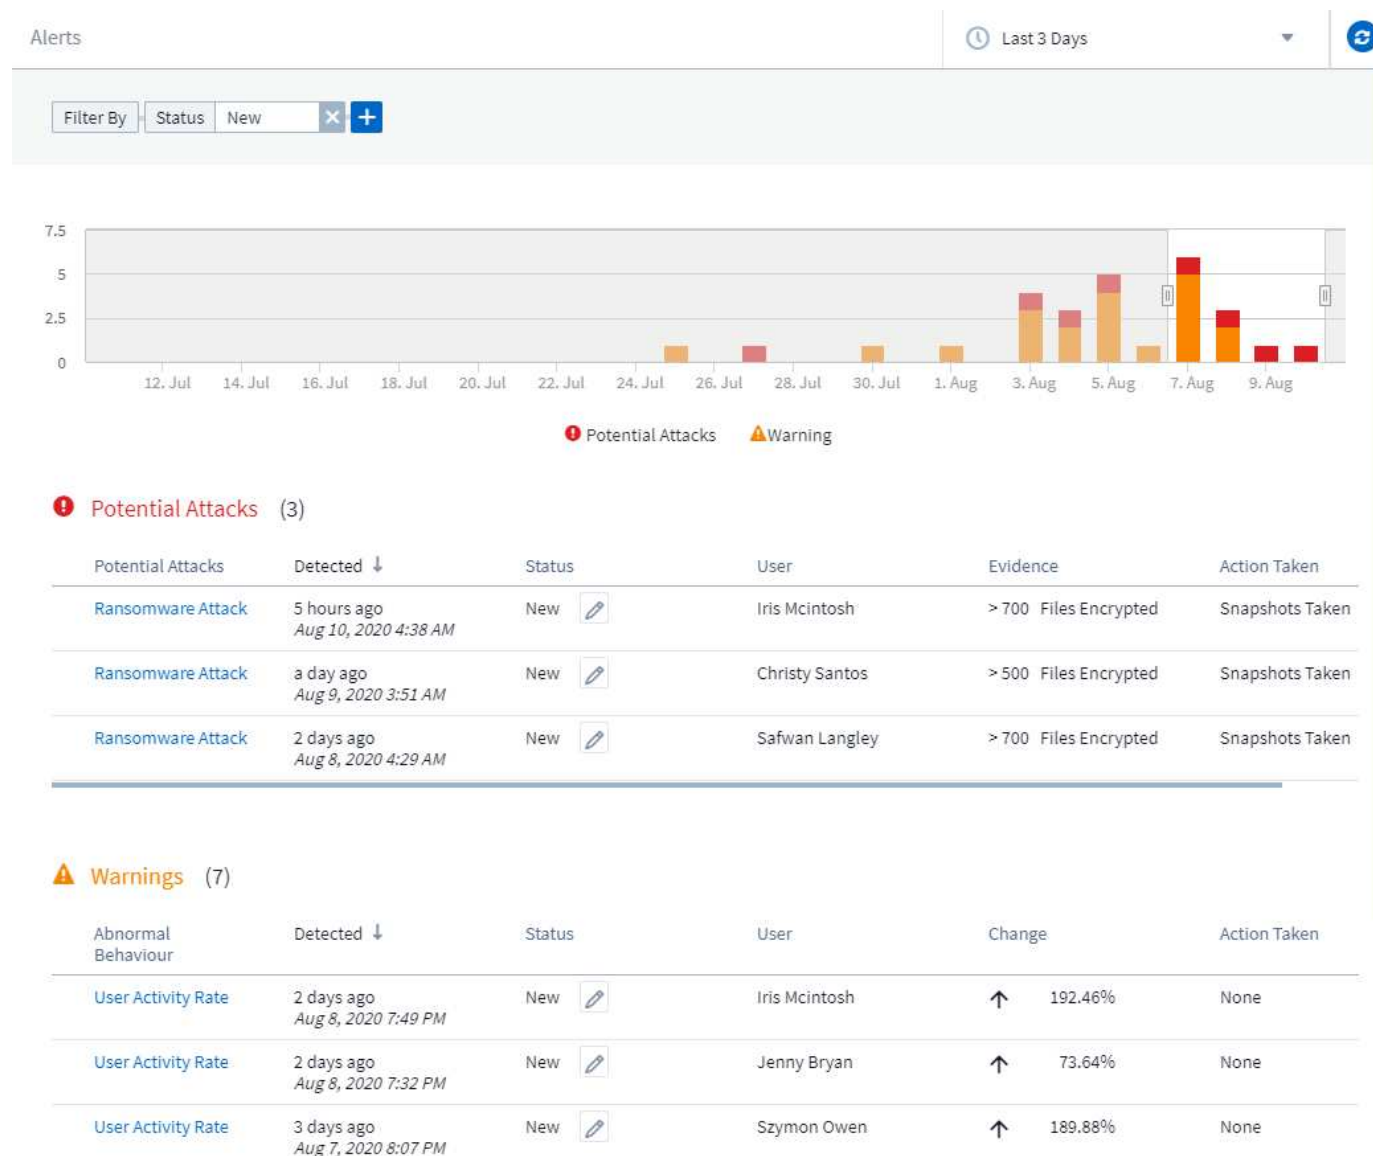 Alerts
Last 3 Days
Filter By Status New
7.5
5
2.5
0
12. Jul 14. Jul 16. Jul 18. Jul 20. Jul 22. Jul 24. Jul 26. Jul 28. Jul 30. Jul 1. Aug 3. Aug 5. Aug 7. Aug 9. Aug
Potential Attacks Warning
Potential Attacks (3)
Potential Attacks Detected Status User Evidence Action Taken
Ransomware Attack 5 hours ago New Iris Mcintosh > 700 Files Encrypted Snapshots Taken
Aug 10, 2020 4:38 AM
Ransomware Attack a day ago New Christy Santos > 500 Files Encrypted Snapshots Taken
Aug 9, 2020 3:51 AM
Ransomware Attack 2 days ago New Safwan Langley > 700 Files Encrypted Snapshots Taken
Aug 8, 2020 4:29 AM
Warnings (7)
Abnormal Detected Status User Change Action Taken
Behaviour
User Activity Rate 2 days ago New Iris Mcintosh 192.46% None
Aug 8, 2020 7:49 PM
User Activity Rate 2 days ago New Jenny Bryan 73.64% None
Aug 8, 2020 7:32 PM
User Activity Rate 3 days ago New Szymon Owen 189.88% None
Aug 7, 2020 8:07 PM